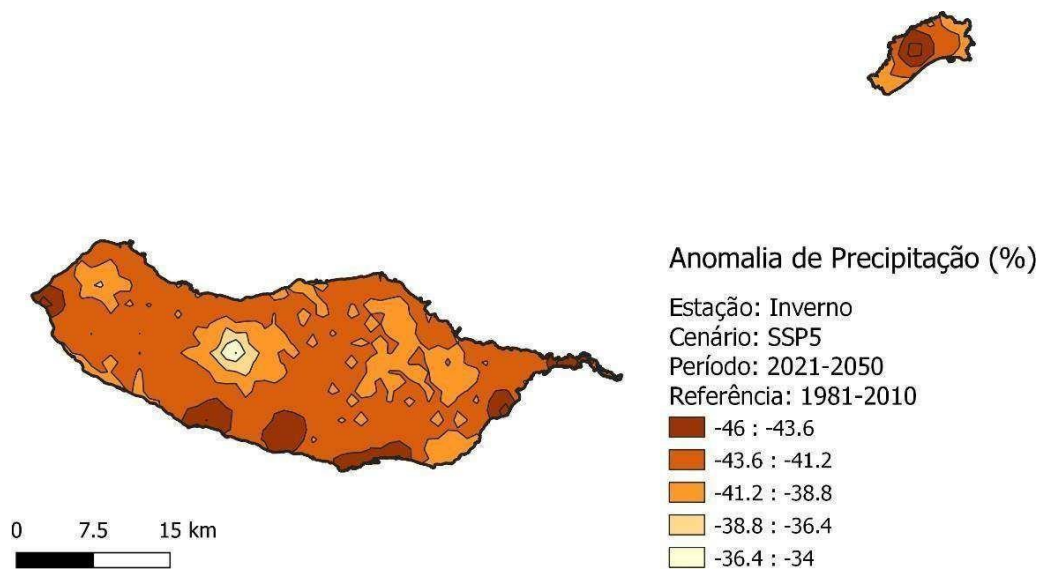 Anomalia de Precipitação (%)
Estação: Inverno
Cenário: SSP5
Período: 2021-2050
Referência: 1981-2010
-46 : -43.6
-43.6 : -41.2
-41.2 : -38.8
-38.8 : -36.4
-36.4 : -34
0 7.5 15 km